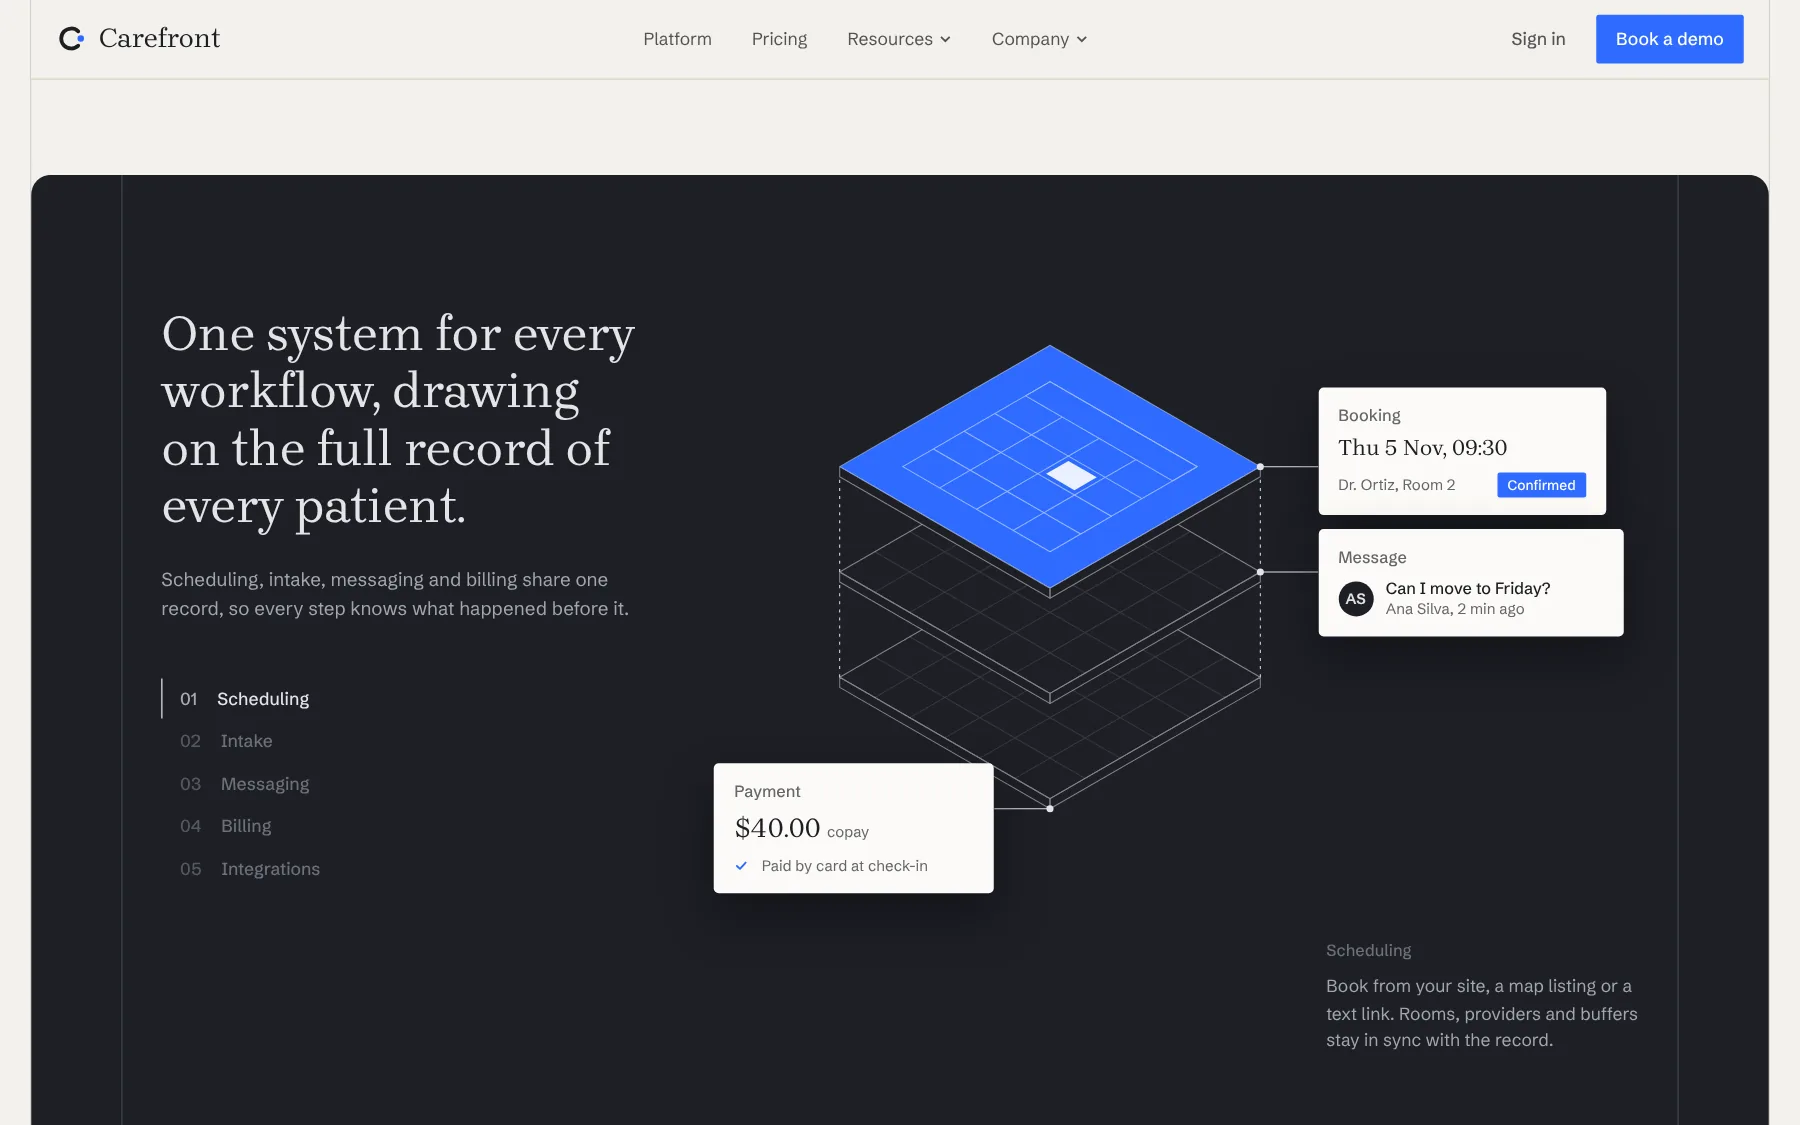 Carefront
Platform
Pricing
Resources
Company
Sign in
Book a demo
One system for every
workflow, drawing
on the full record of
every patient.
Scheduling, intake, messaging and billing share one
record, so every step knows what happened before it.
01 Scheduling
02 Intake
03 Messaging
04 Billing
05 Integrations
Booking
Thu 5 Nov, 09:30
Dr. Ortiz, Room 2
Confirmed
Message
AS
Can I move to Friday?
Ana Silva, 2 min ago
Payment
$40.00 copay
Paid by card at check-in
Scheduling
Book from your site, a map listing or a
text link. Rooms, providers and buffers
stay in sync with the record.